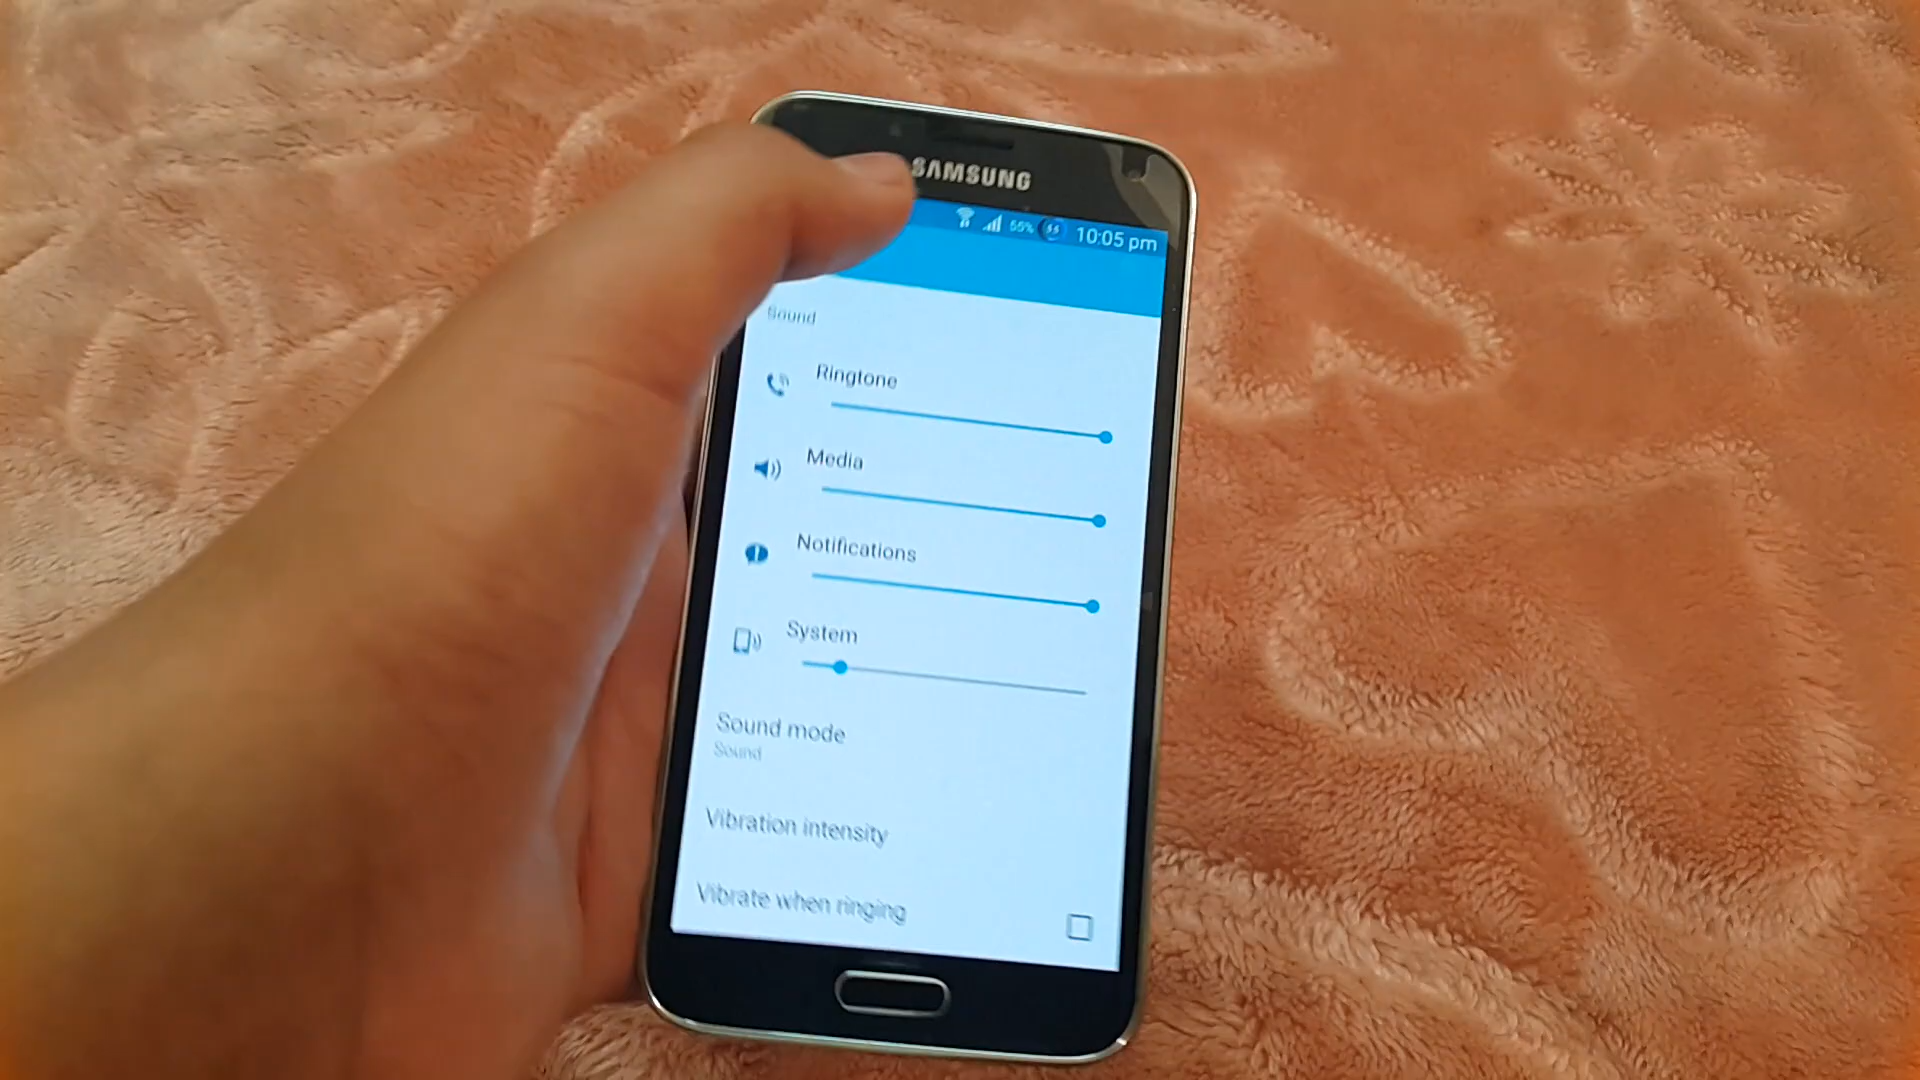 SAMSUNG
55% 10:05 pm
Sound
Ringtone
Media
Notifications
System
Sound mode
Sound
Vibration intensity
Vibrate when ringing